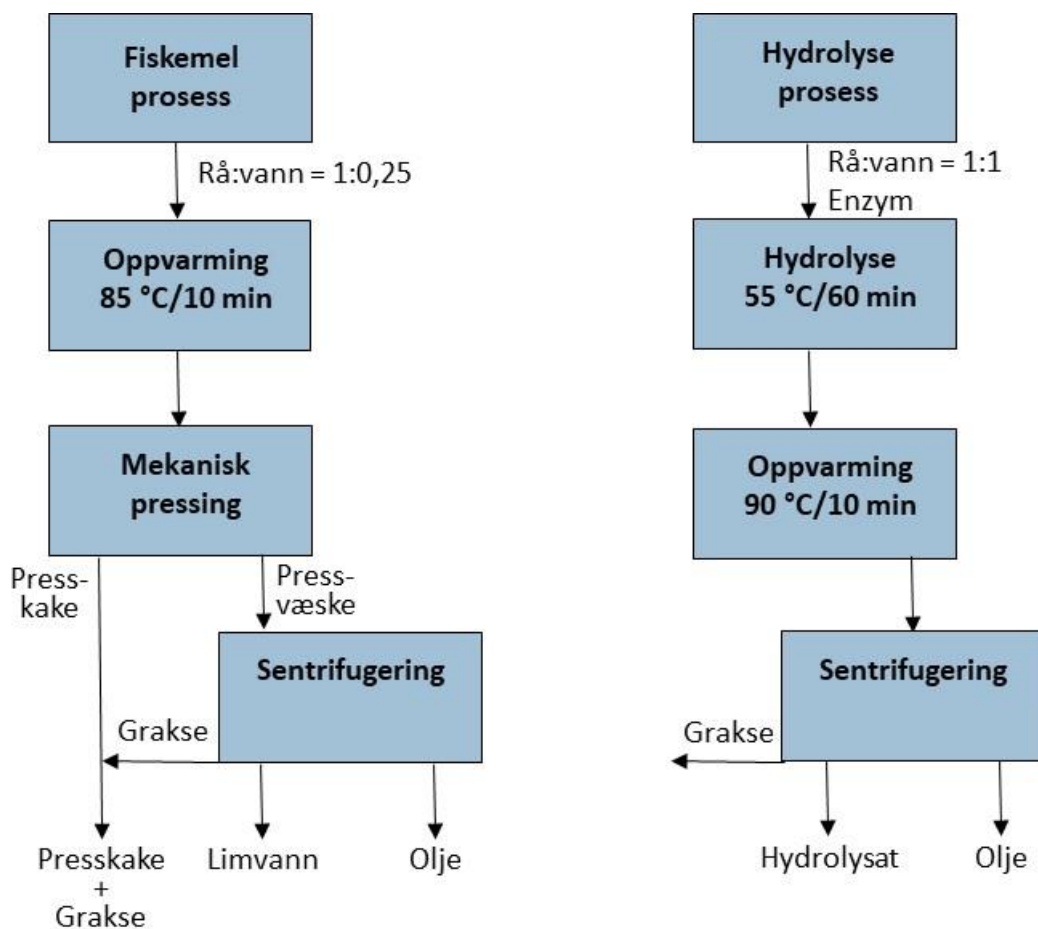 Fiskemel
prosess
Rå:vann = 1:0,25
Oppvarming
85 °C/10 min
Mekanisk
pressing
Press-
kake
Press-
væske
Sentrifugering
Grakse
Presskake
+
Grakse
Limvann
Olje
Hydrolyse
prosess
Rå:vann = 1:1
Enzym
Hydrolyse
55 °C/60 min
Oppvarming
90 °C/10 min
Sentrifugering
Grakse
Hydrolysat
Olje